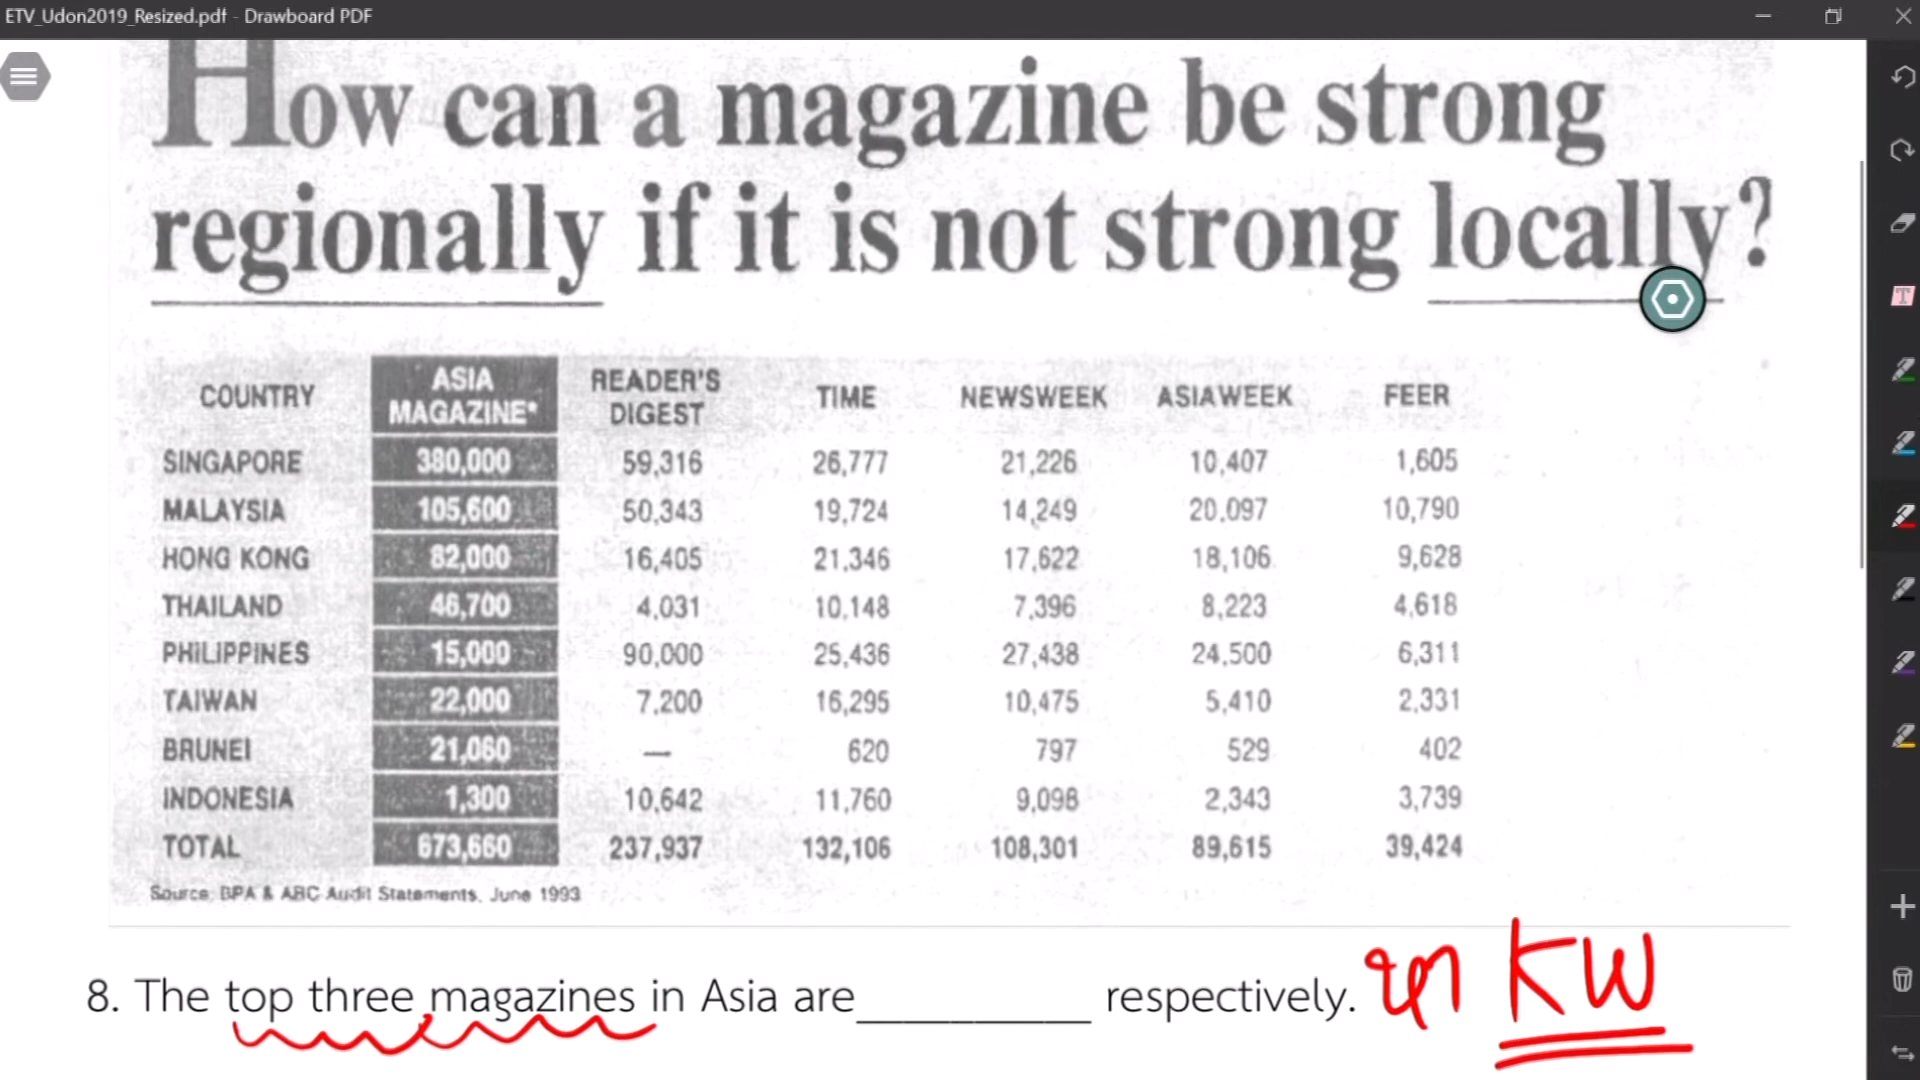 ETV_Udon2019_Resized.pdf - Drawboard PDF
How can a magazine be strong
regionally if it is not strong locally?
COUNTRY ASIA MAGAZINE* READER'S DIGEST TIME NEWSWEEK ASIAWEEK FEER
SINGAPORE 380,000 59,316 26,777 21,226 10,407 1,605
MALAYSIA 105,600 50,343 19,724 14,249 20,097 10,790
HONG KONG 82,000 16,405 21,346 17,622 18,106 9,628
THAILAND 46,700 4,031 10,148 7,396 8,223 4,618
PHILIPPINES 15,000 90,000 25,436 27,438 24,500 6,311
TAIWAN 22,000 7,200 16,295 10,475 5,410 2,331
BRUNEI 21,060 — 620 797 529 402
INDONESIA 1,300 10,642 11,760 9,098 2,343 3,739
TOTAL 673,660 237,937 132,106 108,301 89,615 39,424
Source: BPA & ABC Audit Statements, June 1993
8. The top three magazines in Asia are__________ respectively. KW